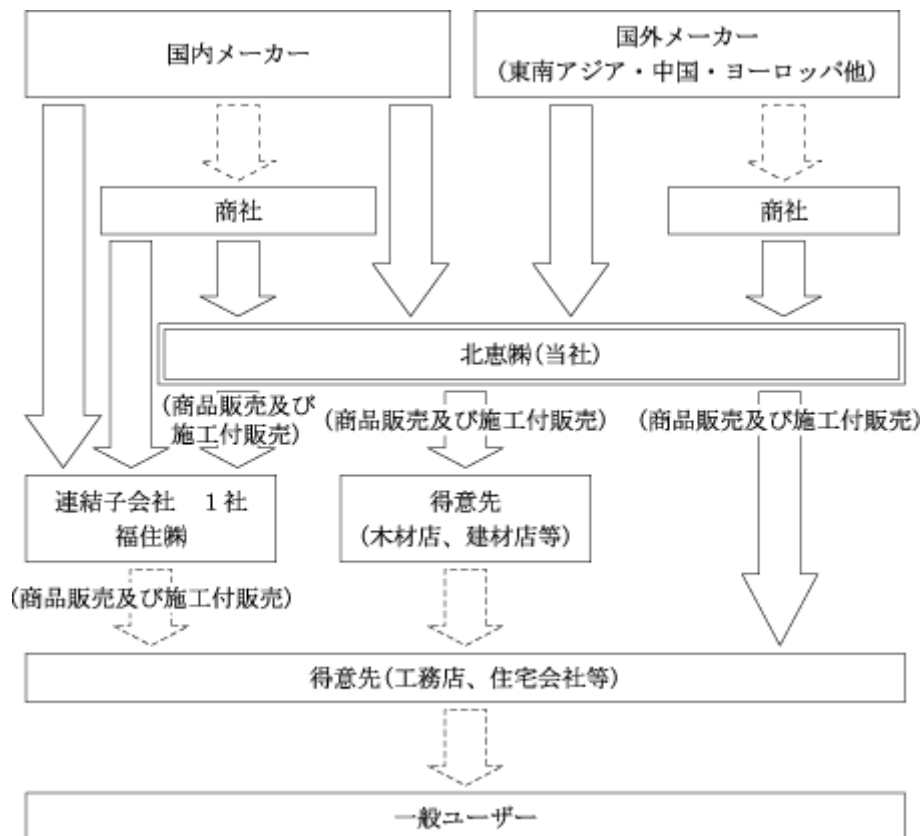 国内メーカー
国外メーカー
(東南アジア・中国・ヨーロッパ他)
商社
商社
北恵㈱(当社)
(商品販売及び
施工付販売)
(商品販売及び施工付販売)
(商品販売及び施工付販売)
連結子会社　１社
福住㈱
得意先
(木材店、建材店等)
(商品販売及び施工付販売)
得意先(工務店、住宅会社等)
一般ユーザー